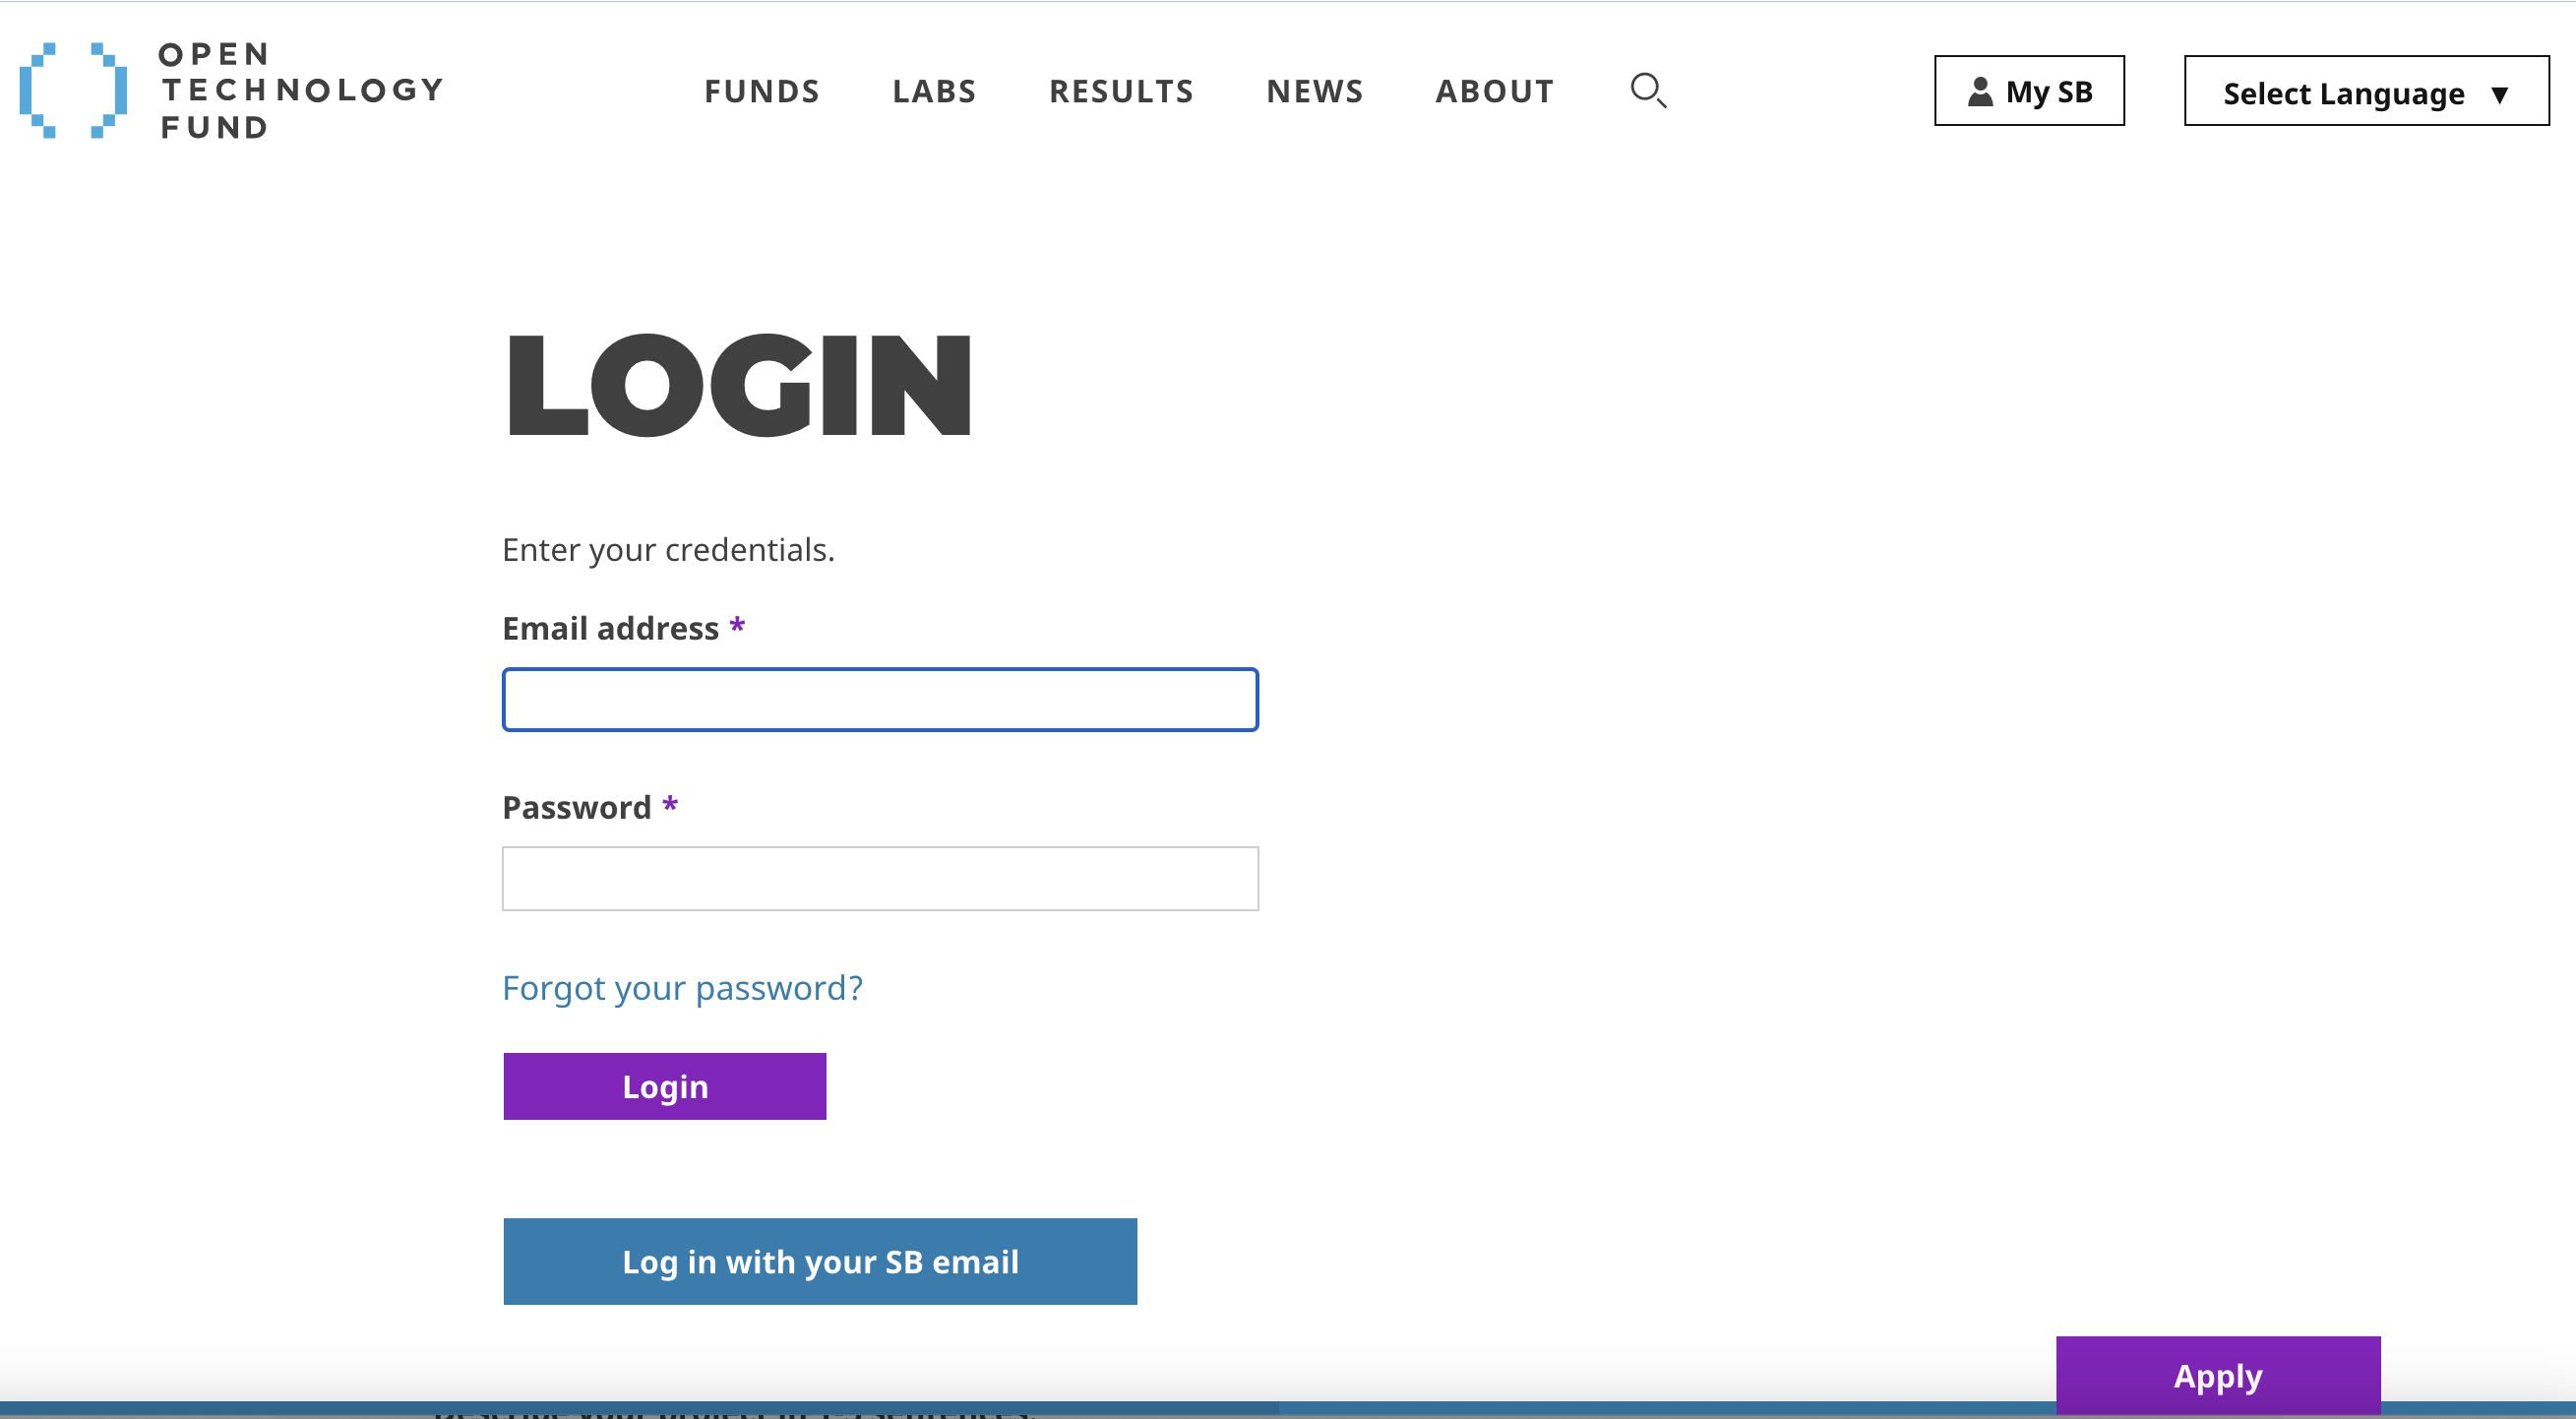 OPEN
TECHNOLOGY
FUND
FUNDS LABS RESULTS NEWS ABOUT
My SB
Select Language ▼
LOGIN
Enter your credentials.
Email address *
Password *
Forgot your password?
Login
Log in with your SB email
Apply